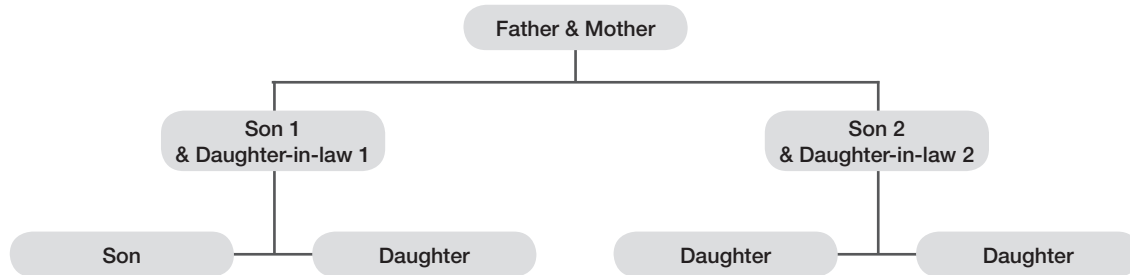 Father & Mother
Son 1
& Daughter-in-law 1
Son 2
& Daughter-in-law 2
Son
Daughter
Daughter
Daughter